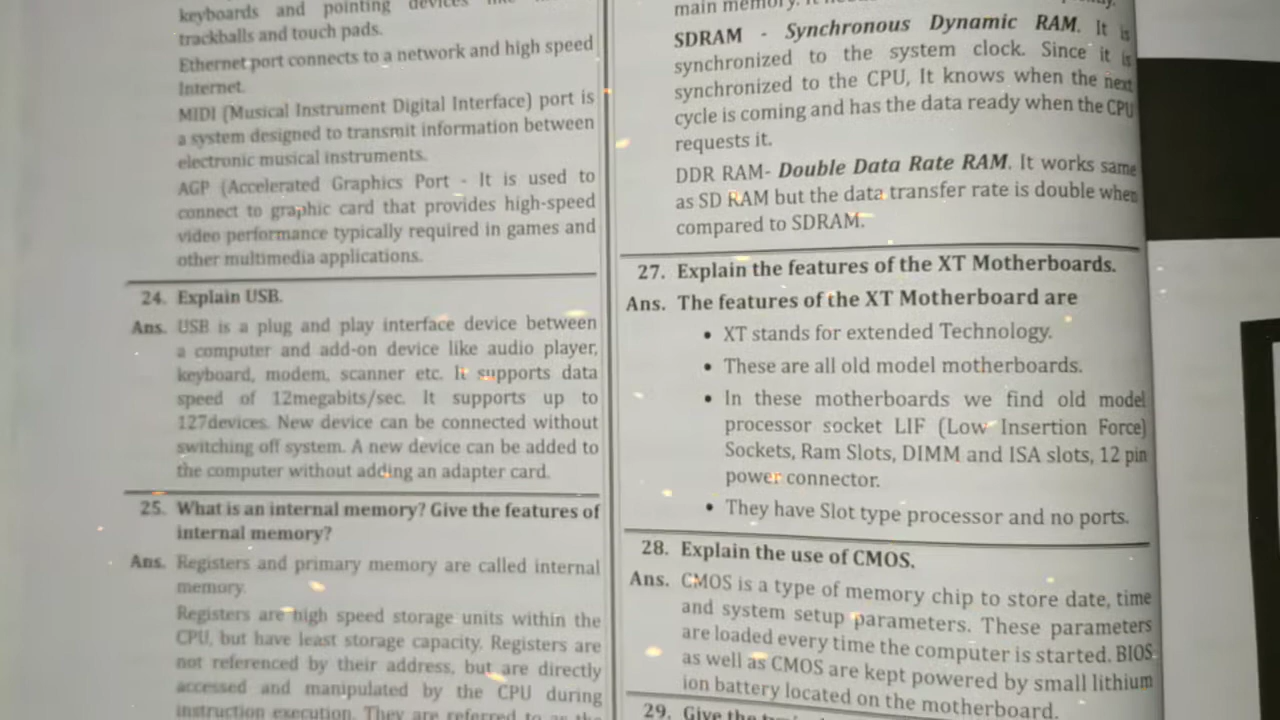 keyboards and pointing devices
trackballs and touch pads.
Ethernet port connects to a network and high speed
Internet.
MIDI (Musical Instrument Digital Interface) port is
a system designed to transmit information between
electronic musical instruments.
AGP (Accelerated Graphics Port - It is used to
connect to graphic card that provides high-speed
video performance typically required in games and
other multimedia applications.
24. Explain USB.
Ans. USB is a plug and play interface device between
a computer and add-on device like audio player,
keyboard, modem, scanner etc. It supports data
speed of 12megabits/sec. It supports up to
127devices. New device can be connected without
switching off system. A new device can be added to
the computer without adding an adapter card.
25. What is an internal memory? Give the features of
internal memory?
Ans. Registers and primary memory are called internal
memory.
Registers are high speed storage units within the
CPU, but have least storage capacity. Registers are
not referenced by their address, but are directly
accessed and manipulated by the CPU during
instruction execution. They are referred to as the
main memory. It
SDRAM - Synchronous Dynamic RAM. It is
synchronized to the system clock. Since it is
synchronized to the CPU, It knows when the next
cycle is coming and has the data ready when the CPU
requests it.
DDR RAM- Double Data Rate RAM. It works same
as SD RAM but the data transfer rate is double when
compared to SDRAM.
27. Explain the features of the XT Motherboards.
Ans. The features of the XT Motherboard are
• XT stands for extended Technology.
• These are all old model motherboards.
• In these motherboards we find old model
processor socket LIF (Low Insertion Force)
Sockets, Ram Slots, DIMM and ISA slots, 12 pin
power connector.
• They have Slot type processor and no ports.
28. Explain the use of CMOS.
Ans. CMOS is a type of memory chip to store date, time
and system setup parameters. These parameters
are loaded every time the computer is started. BIOS
as well as CMOS are kept powered by small lithium
ion battery located on the motherboard.
29. Give the